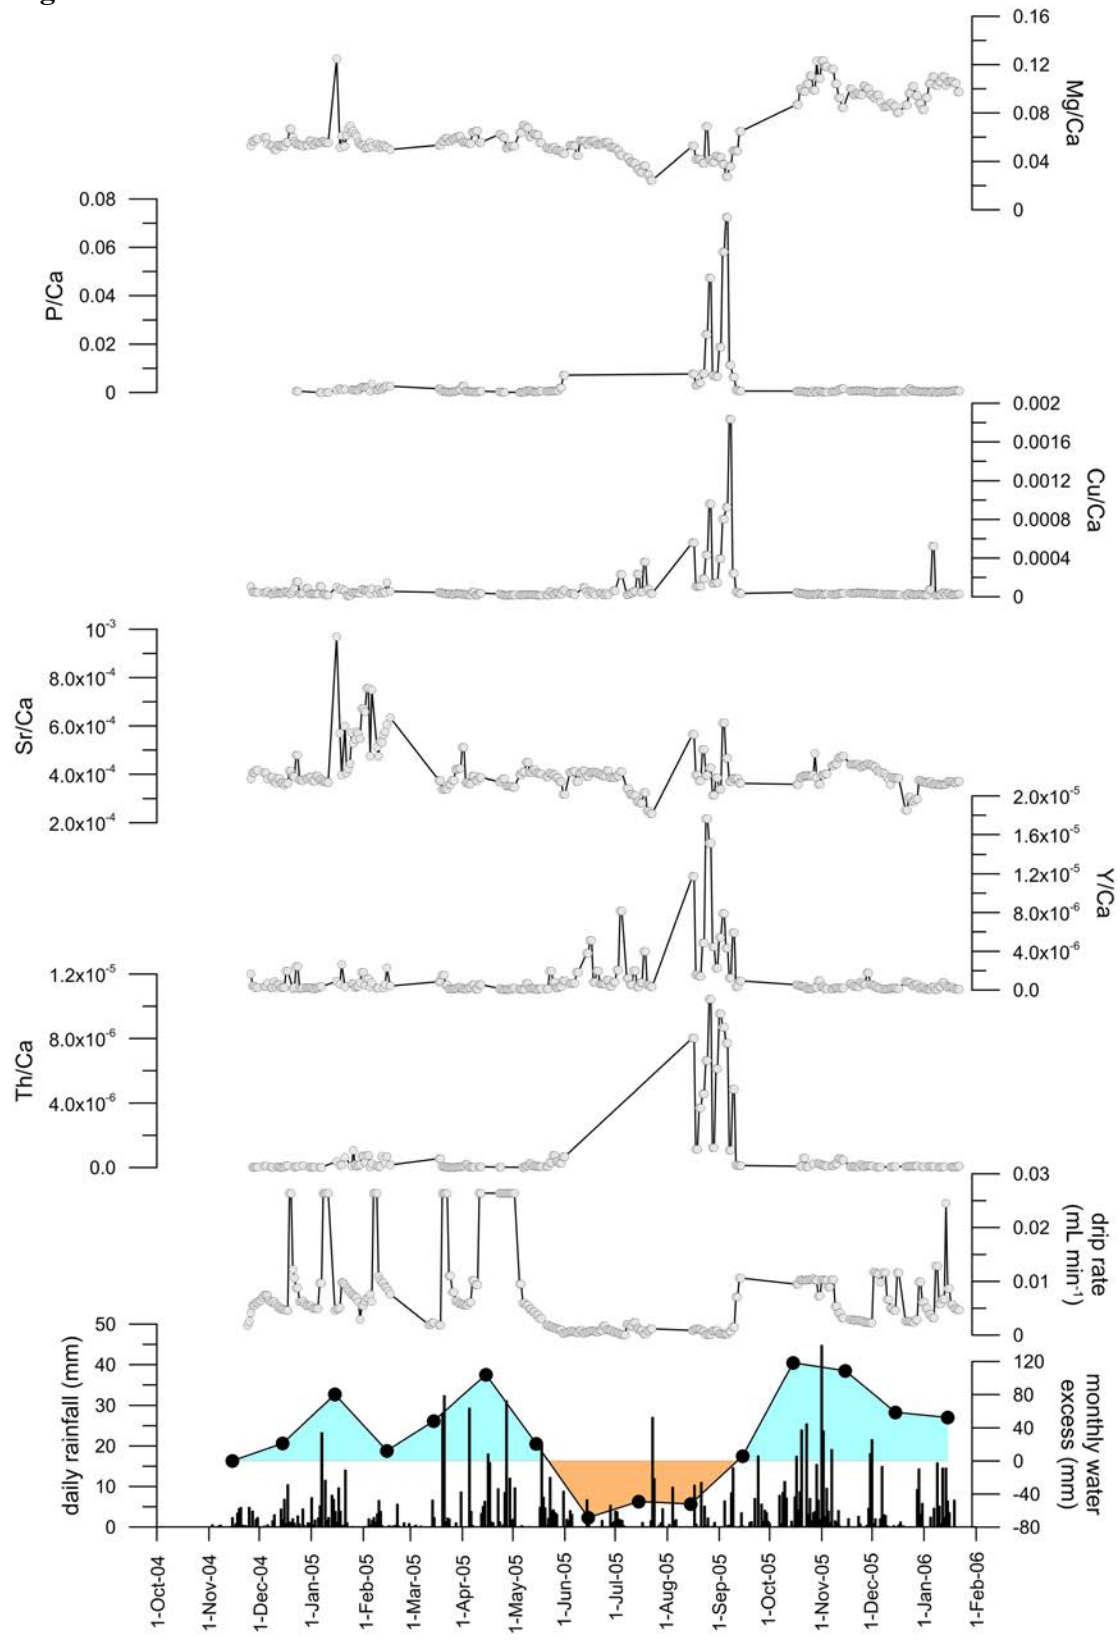 0.16
0.12
0.08
0.04
0
Mg/Ca
0.08
0.06
0.04
0.02
0
P/Ca
0.002
0.0016
0.0012
0.0008
0.0004
0
Cu/Ca
10⁻³
8.0x10⁻⁴
6.0x10⁻⁴
4.0x10⁻⁴
2.0x10⁻⁴
Sr/Ca
2.0x10⁻⁵
1.6x10⁻⁵
1.2x10⁻⁵
8.0x10⁻⁶
4.0x10⁻⁶
0.0
Y/Ca
1.2x10⁻⁵
8.0x10⁻⁶
4.0x10⁻⁶
0.0
Th/Ca
0.03
0.02
0.01
0
drip rate
(mL min⁻¹)
50
40
30
20
10
0
daily rainfall (mm)
120
80
40
0
-40
-80
monthly water
excess (mm)
1-Oct-04
1-Nov-04
1-Dec-04
1-Jan-05
1-Feb-05
1-Mar-05
1-Apr-05
1-May-05
1-Jun-05
1-Jul-05
1-Aug-05
1-Sep-05
1-Oct-05
1-Nov-05
1-Dec-05
1-Jan-06
1-Feb-06